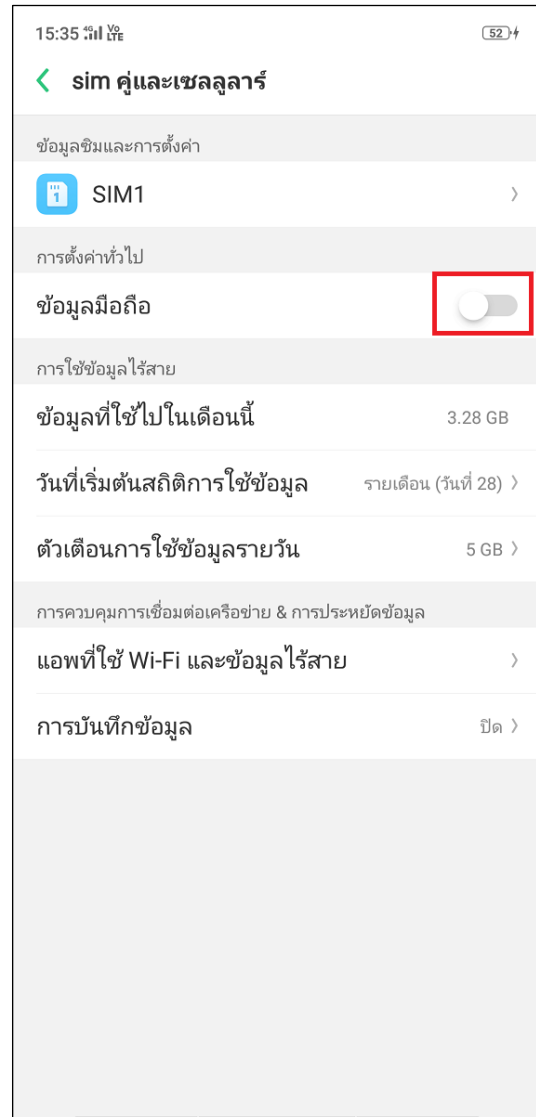 15:35 4G VoLTE 52
sim คู่และเซลลูลาร์
ข้อมูลซิมและการตั้งค่า
1 SIM1
การตั้งค่าทั่วไป
ข้อมูลมือถือ
การใช้ข้อมูลไร้สาย
ข้อมูลที่ใช้ไปในเดือนนี้ 3.28 GB
วันที่เริ่มต้นสถิติการใช้ข้อมูล รายเดือน (วันที่ 28)
ตัวเตือนการใช้ข้อมูลรายวัน 5 GB
การควบคุมการเชื่อมต่อเครือข่าย & การประหยัดข้อมูล
แอพที่ใช้ Wi-Fi และข้อมูลไร้สาย
การบันทึกข้อมูล ปิด